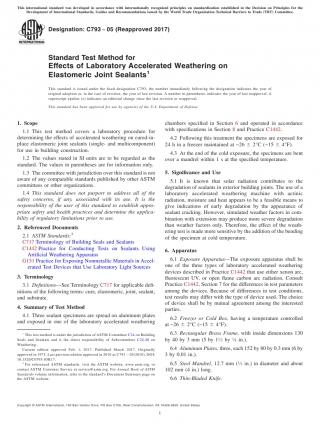 This international standard was developed in accordance with internationally recognized principles on standardization established in the Decision on Principles for the
Development of International Standards, Guides and Recommendations issued by the World Trade Organization Technical Barriers to Trade (TBT) Committee.
Designation: C793 − 05 (Reapproved 2017)
Standard Test Method for
Effects of Laboratory Accelerated Weathering on
Elastomeric Joint Sealants1
This standard is issued under the fixed designation C793; the number immediately following the designation indicates the year of
original adoption or, in the case of revision, the year of last revision. A number in parentheses indicates the year of last reapproval. A
superscript epsilon (ε) indicates an editorial change since the last revision or reapproval.
This standard has been approved for use by agencies of the U.S. Department of Defense.
1. Scope
1.1 This test method covers a laboratory procedure for
determining the effects of accelerated weathering on cured-in-
place elastomeric joint sealants (single- and multicomponent)
for use in building construction.
1.2 The values stated in SI units are to be regarded as the
standard. The values in parentheses are for information only.
1.3 The committee with jurisdiction over this standard is not
aware of any comparable standards published by other ASTM
committees or other organizations.
1.4 This standard does not purport to address all of the
safety concerns, if any, associated with its use. It is the
responsibility of the user of this standard to establish appro-
priate safety and health practices and determine the applica-
bility of regulatory limitations prior to use.
2. Referenced Documents
2.1 ASTM Standards:2
C717 Terminology of Building Seals and Sealants
C1442 Practice for Conducting Tests on Sealants Using
Artificial Weathering Apparatus
G151 Practice for Exposing Nonmetallic Materials in Accel-
erated Test Devices that Use Laboratory Light Sources
3. Terminology
3.1 Definitions—See Terminology C717 for applicable defi-
nitions of the following terms: cure, elastomeric, joint, sealant,
and substrate.
4. Summary of Test Method
4.1 Three sealant specimens are spread on aluminum plates
and exposed in one of the laboratory accelerated weathering
1 This test method is under the jurisdiction of ASTM Committee C24 on Building
Seals and Sealants and is the direct responsibility of Subcommittee C24.40 on
Weathering.
Current edition approved Feb. 1, 2017. Published March 2017. Originally
approved in 1975. Last previous edition approved in 2010 as C793 – 05(2010). DOI:
10.1520/C0793-05R17.
2 For referenced ASTM standards, visit the ASTM website, www.astm.org, or
contact ASTM Customer Service at service@astm.org. For Annual Book of ASTM
Standards volume information, refer to the standard's Document Summary page on
the ASTM website.
chambers specified in Section 6 and operated in accordance
with specifications in Section 8 and Practice C1442.
4.2 Following this treatment the specimens are exposed for
24 h in a freezer maintained at −26 ± 2°C (−15 ± 4°F).
4.3 At the end of the cold exposure, the specimens are bent
over a mandrel within 1 s at the specified temperature.
5. Significance and Use
5.1 It is known that solar radiation contributes to the
degradation of sealants in exterior building joints. The use of a
laboratory accelerated weathering machine with actinic
radiation, moisture and heat appears to be a feasible means to
give indications of early degradation by the appearance of
sealant cracking. However, simulated weather factors in com-
bination with extension may produce more severe degradation
than weather factors only. Therefore, the effect of the weath-
ering test is made more sensitive by the addition of the bending
of the specimen at cold temperature.
6. Apparatus
6.1 Exposure Apparatus—The exposure apparatus shall be
one of the three types of laboratory accelerated weathering
devices described in Practice C1442 that use either xenon arc,
fluorescent UV, or open flame carbon arc radiation. Consult
Practice C1442, Section 7 for the differences in test parameters
among the devices. Because of differences in test conditions,
test results may differ with the type of device used. The choice
of device shall be by mutual agreement among the interested
parties.
6.2 Freezer or Cold Box, having a temperature controlled
at −26 ± 2°C (−15 ± 4°F).
6.3 Rectangular Brass Frame, with inside dimensions 130
by 40 by 3 mm (5 by 1½ by ⅛ in.).
6.4 Aluminum Plates, three, each 152 by 80 by 0.3 mm (6 by
3 by 0.01 in.).
6.5 Steel Mandrel, 12.7 mm (½ in.) in diameter and about
102 mm (4 in.) long.
6.6 Thin-Bladed Knife.
Copyright © ASTM International, 100 Barr Harbor Drive, PO Box C700, West Conshohocken, PA 19428-2959. United States
1